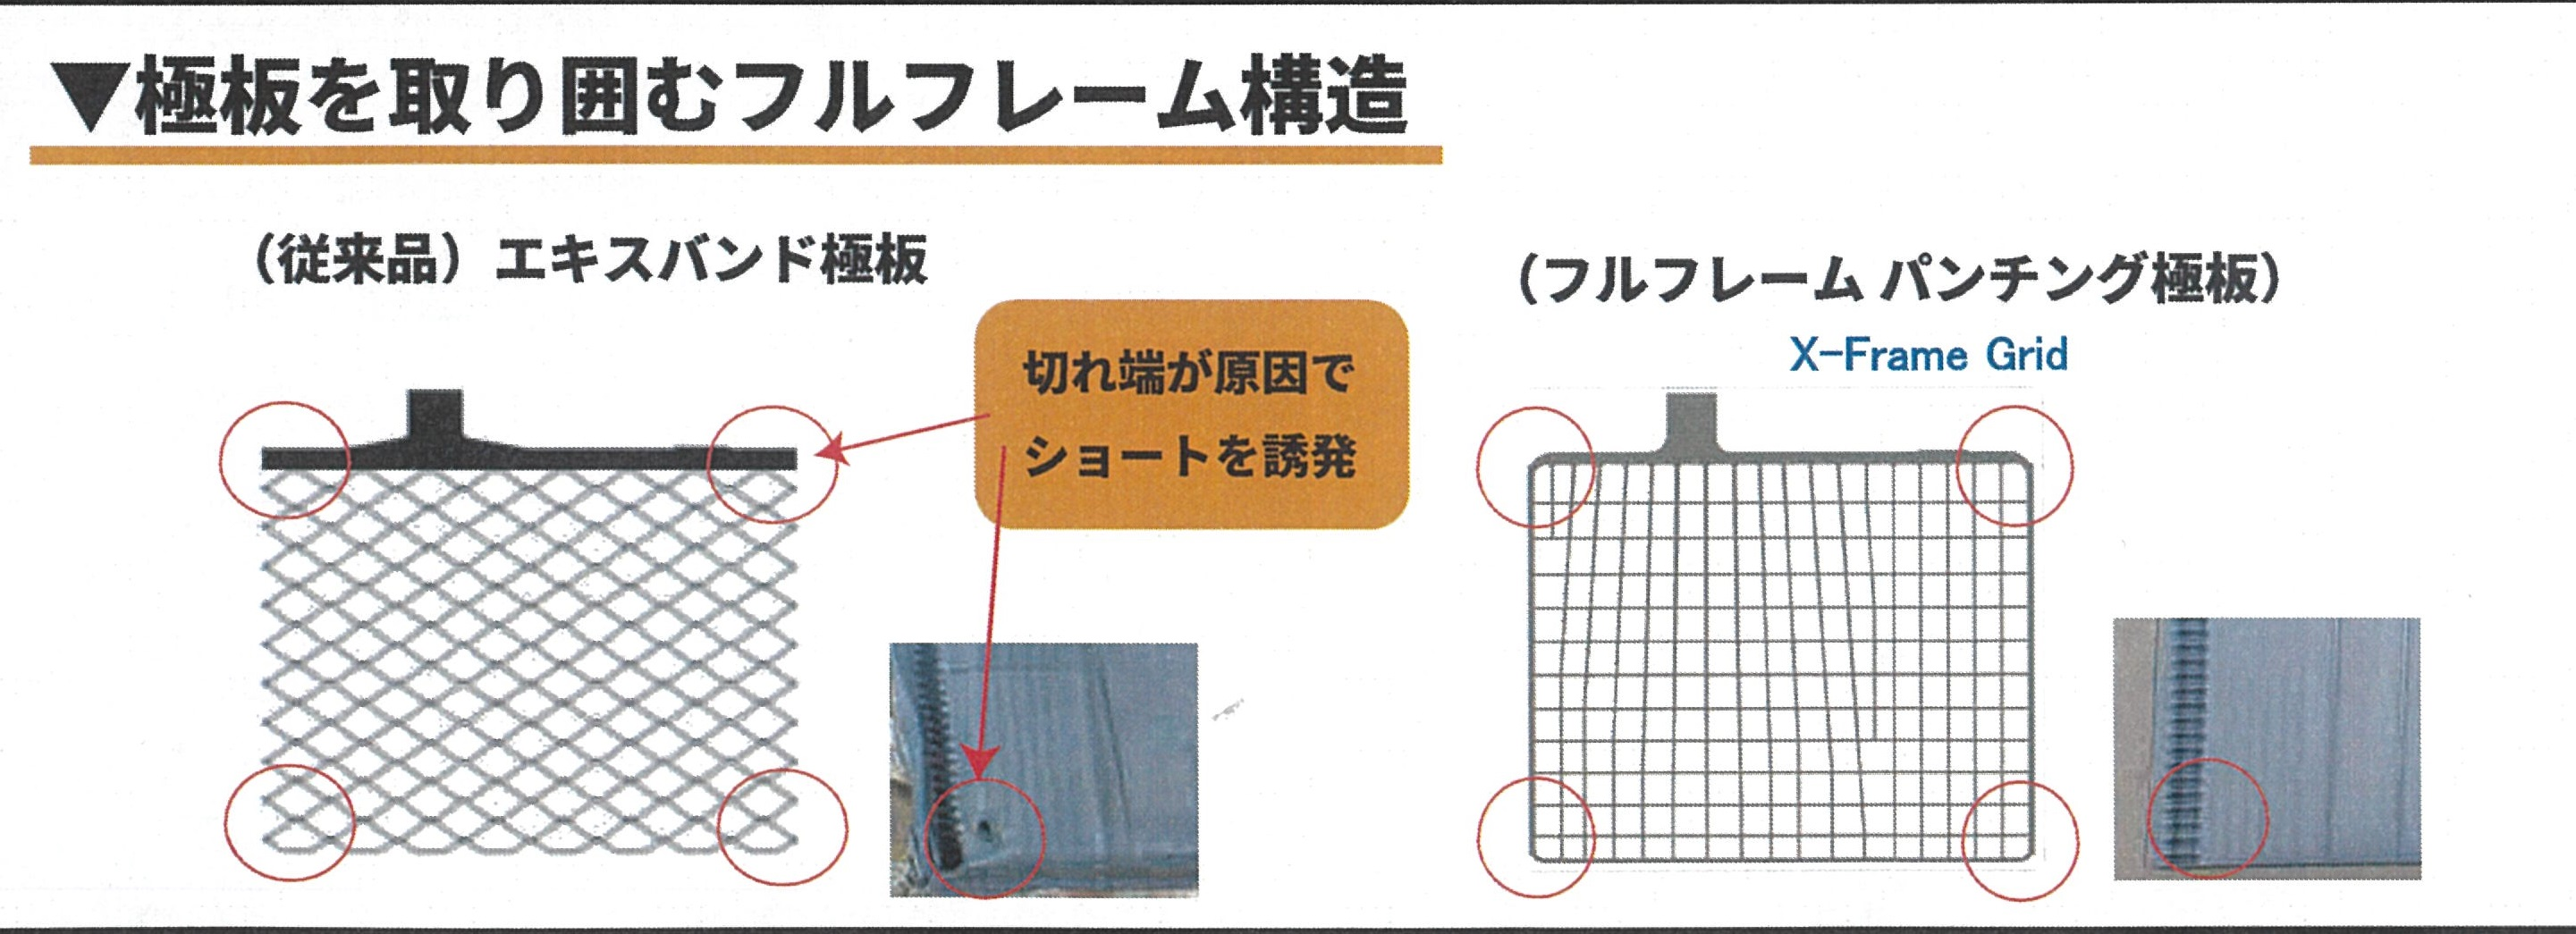 ▼極板を取り囲むフルフレーム構造
（従来品）エキスバンド極板
切れ端が原因で
ショートを誘発
（フルフレーム パンチング極板）
X-Frame Grid